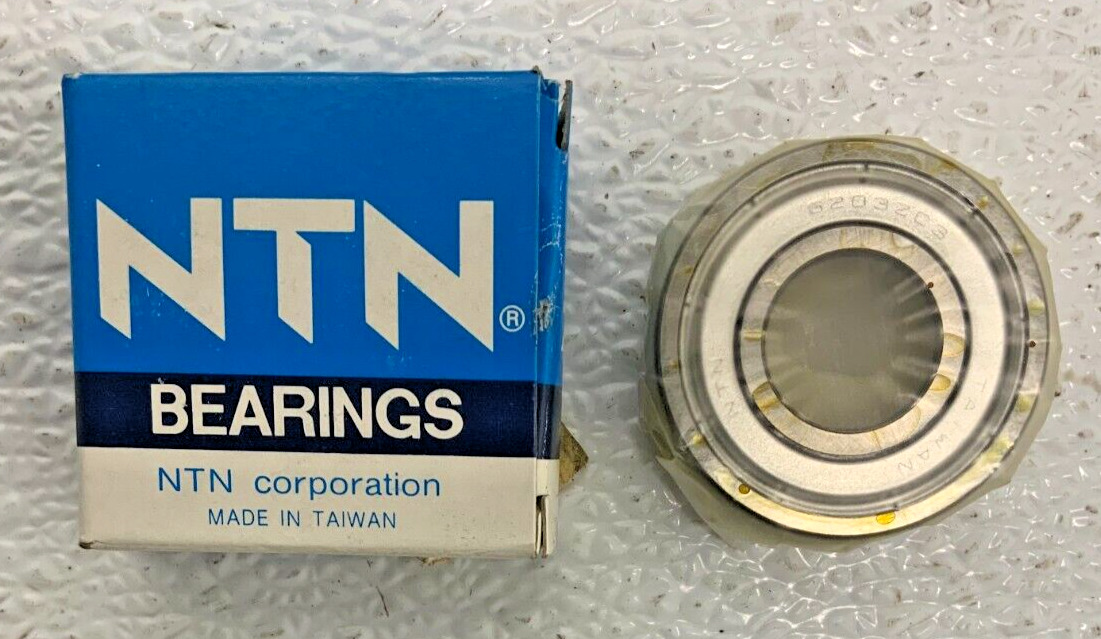 NTN®
BEARINGS
NTN corporation
MADE IN TAIWAN
6203ZC3
NTN
TAIWAN